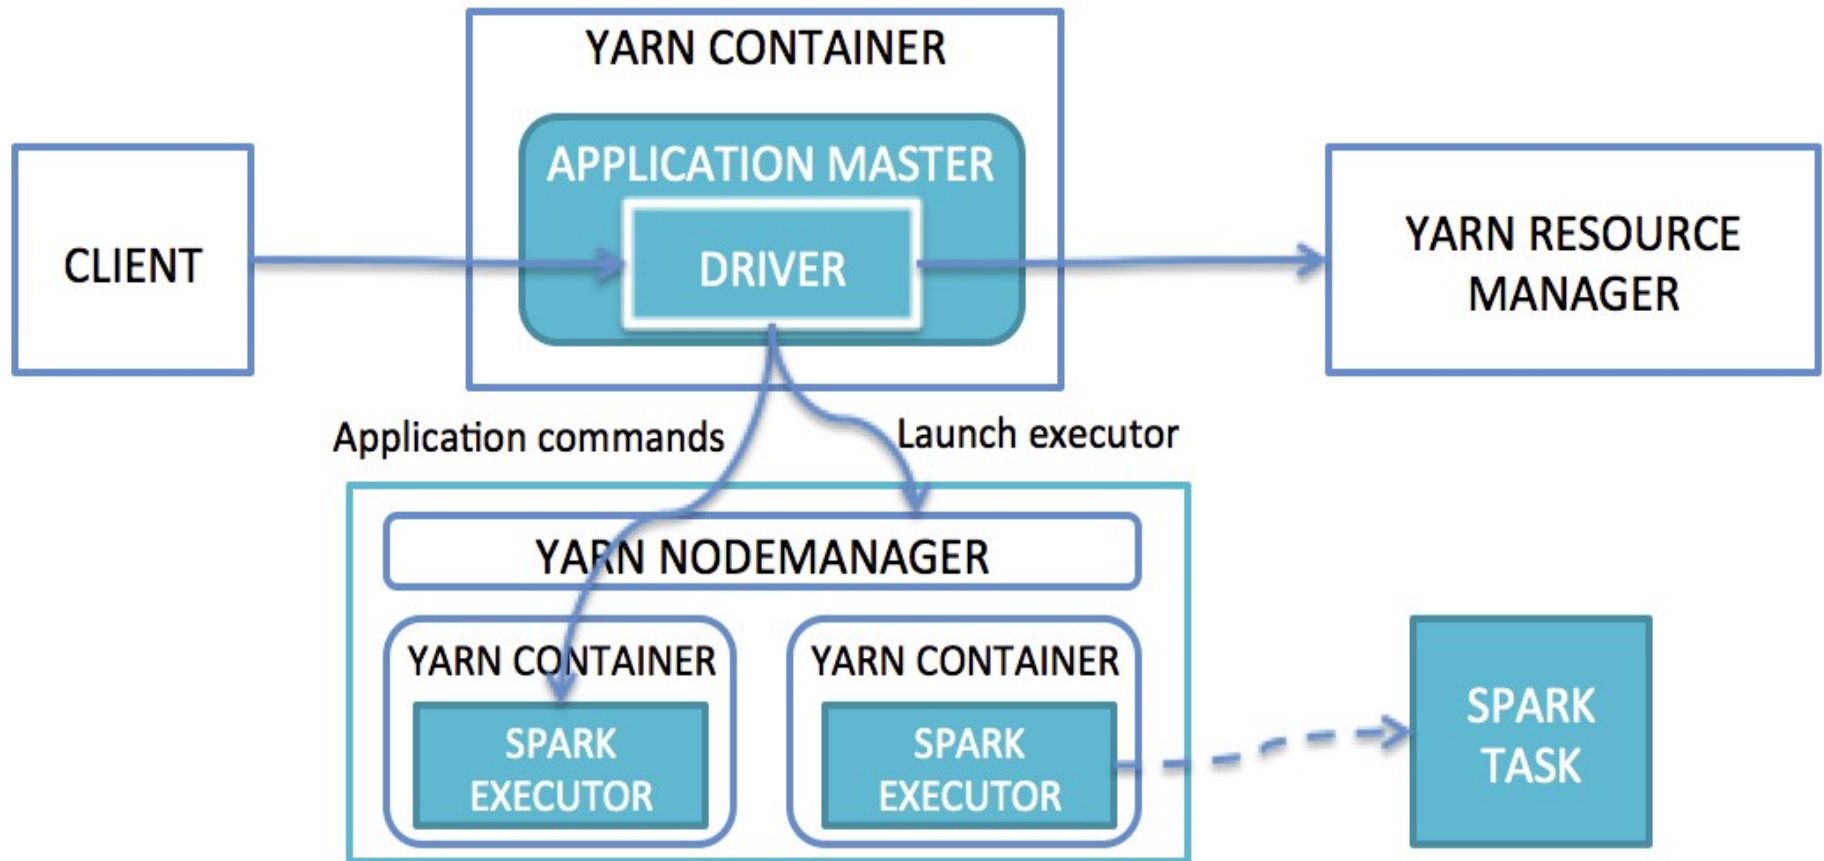 YARN CONTAINER
APPLICATION MASTER
CLIENT
DRIVER
YARN RESOURCE
MANAGER
Application commands
Launch executor
YARN NODEMANAGER
YARN CONTAINER
SPARK
EXECUTOR
YARN CONTAINER
SPARK
EXECUTOR
SPARK
TASK